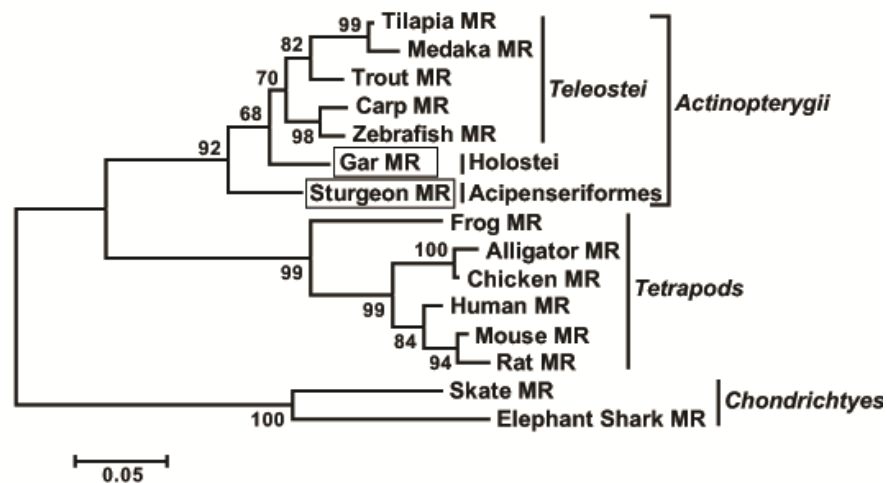 99
Tilapia MR
82
Medaka MR
70
Trout MR
Teleostei
Actinopterygii
68
Carp MR
98
Zebrafish MR
92
Gar MR
Holostei
Sturgeon MR
Acipenseriformes
Frog MR
100
Alligator MR
99
Chicken MR
Tetrapods
99
Human MR
84
Mouse MR
94
Rat MR
Skate MR
Chondrichtyes
100
Elephant Shark MR
0.05